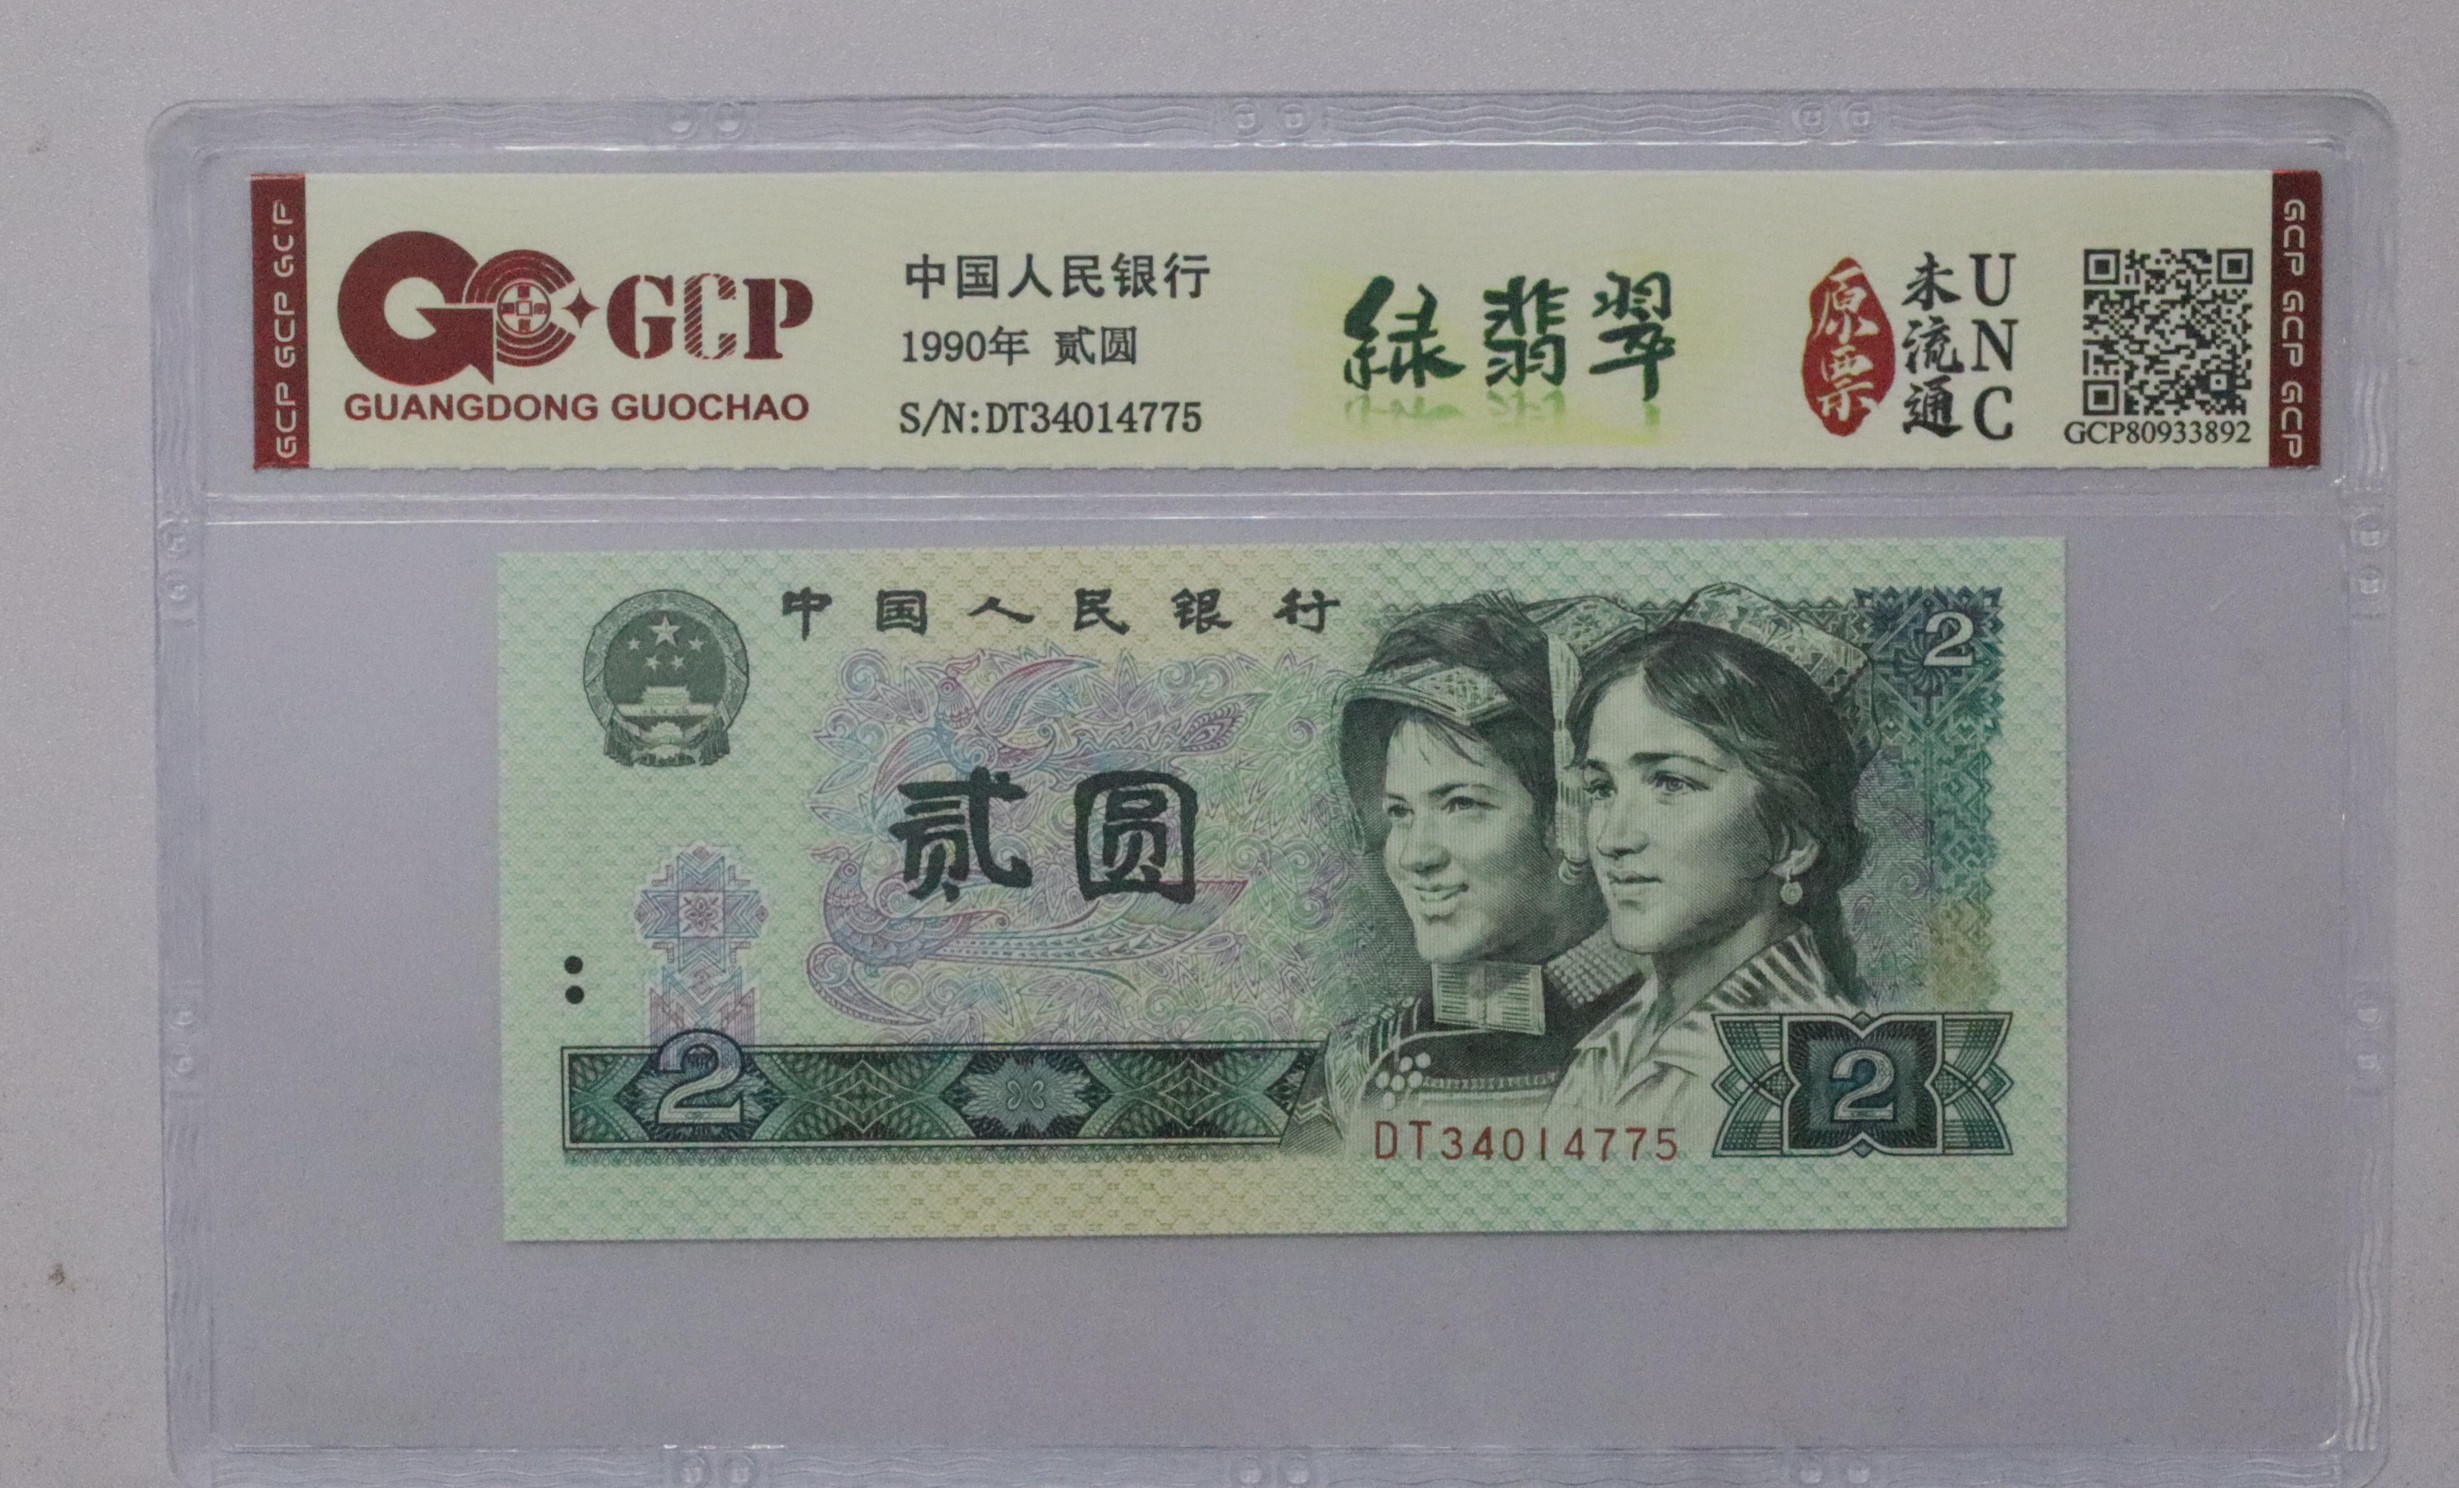 GCP GCP GCP
GCP
GUANGDONG GUOCHAO
中国人民银行
1990年 贰圆
S/N:DT34014775
绿翡翠
原票
未流通
UNC
GCP80933892
GCP GCP GCP
中国人民银行
2
贰圆
2
2
DT34014775